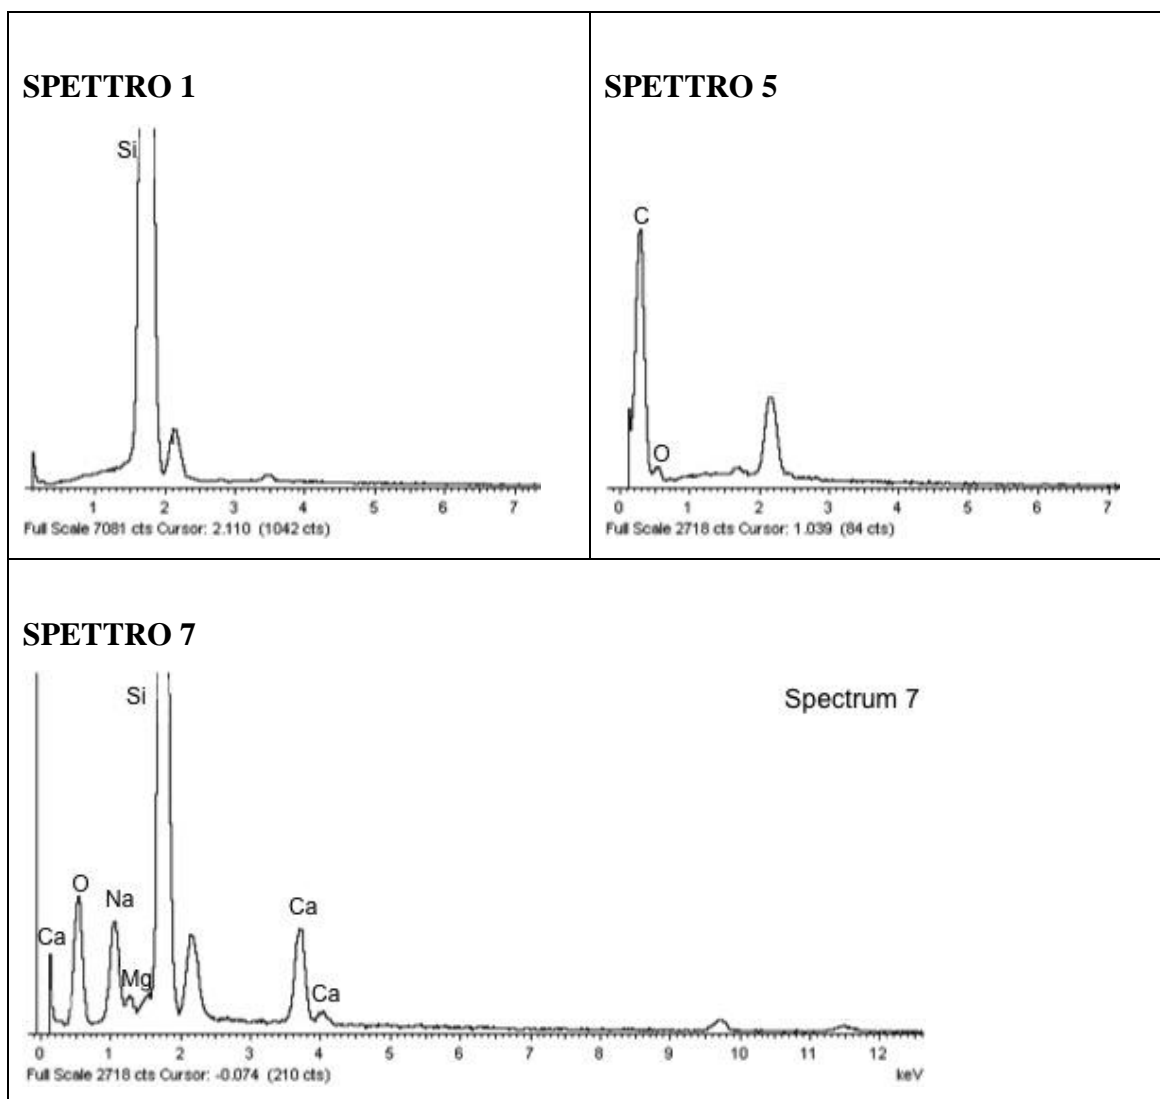 SPETTRO 1
Si
1 2 3 4 5 6 7
Full Scale 7081 cts Cursor: 2.110 (1042 cts)
SPETTRO 5
C
O
0 1 2 3 4 5 6 7
Full Scale 2718 cts Cursor: 1.039 (84 cts)
SPETTRO 7
Si
Spectrum 7
O
Na
Ca
Ca
Mg
Ca
0 1 2 3 4 5 6 7 8 9 10 11 12
Full Scale 2718 cts Cursor: -0.074 (210 cts)
keV